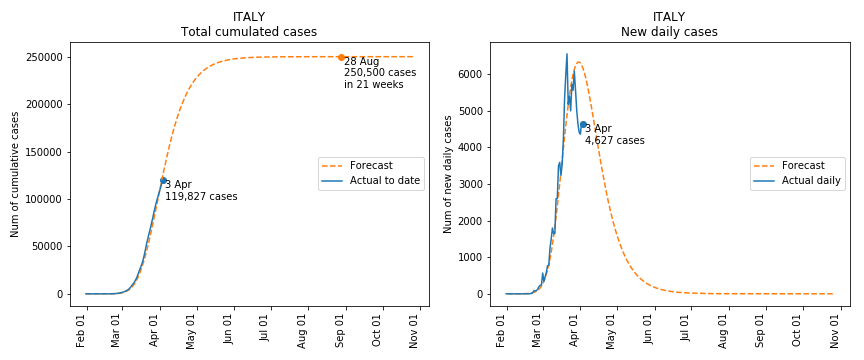 ITALY
Total cumulated cases
Num of cumulative cases
250000
200000
150000
100000
50000
0
28 Aug
250,500 cases
in 21 weeks
3 Apr
119,827 cases
Forecast
Actual to date
Feb 01
Mar 01
Apr 01
May 01
Jun 01
Jul 01
Aug 01
Sep 01
Oct 01
Nov 01
ITALY
New daily cases
Num of new daily cases
6000
5000
4000
3000
2000
1000
0
3 Apr
4,627 cases
Forecast
Actual daily
Feb 01
Mar 01
Apr 01
May 01
Jun 01
Jul 01
Aug 01
Sep 01
Oct 01
Nov 01